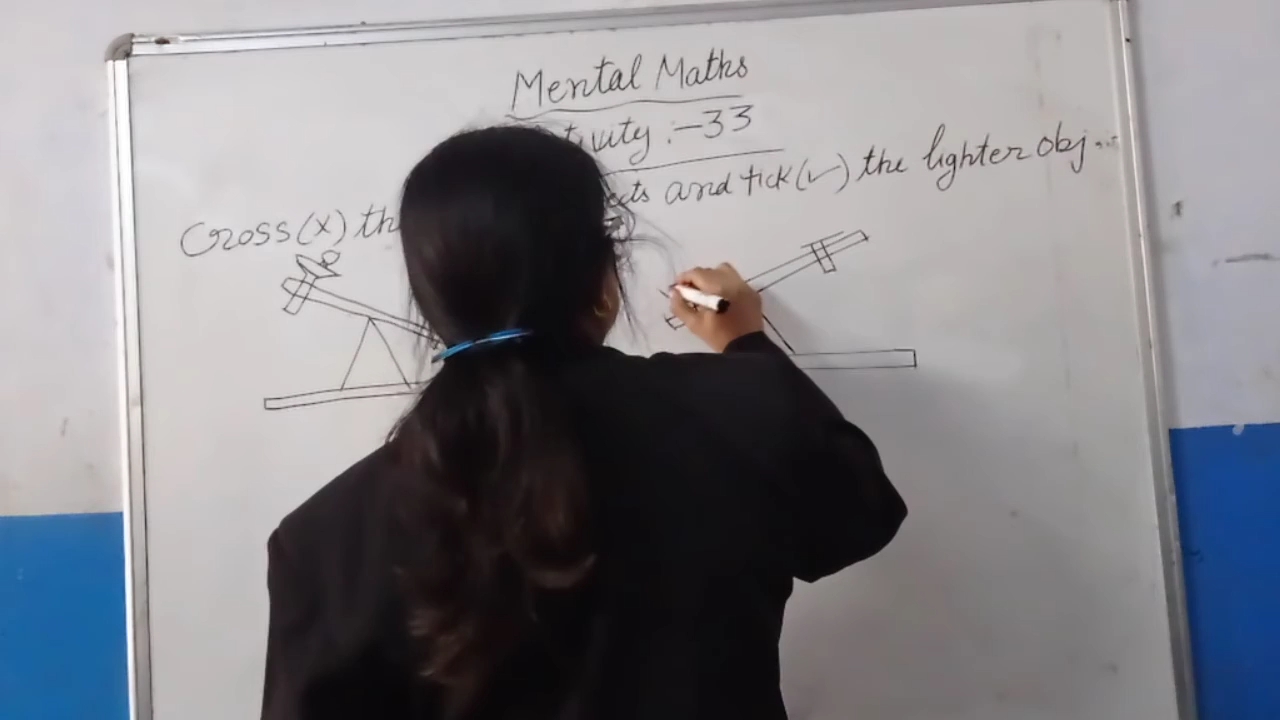 Mental Maths
tivity :- 33
Cross (X) th cts and tick (✓) the lighter obj